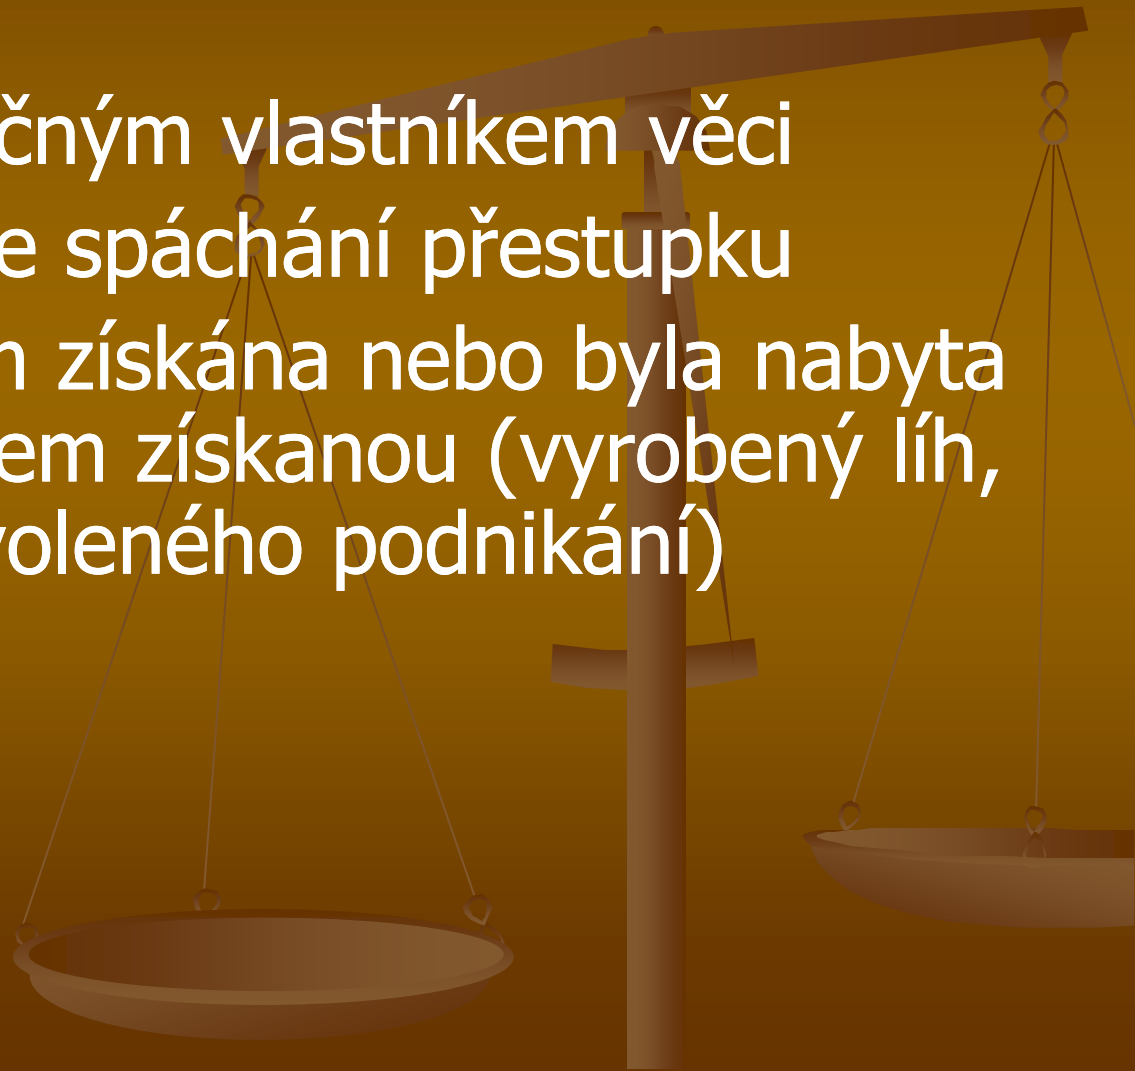 čným vlastníkem věci
e spáchání přestupku
získána nebo byla nabyta
em získanou (vyrobený líh,
voleného podnikání)